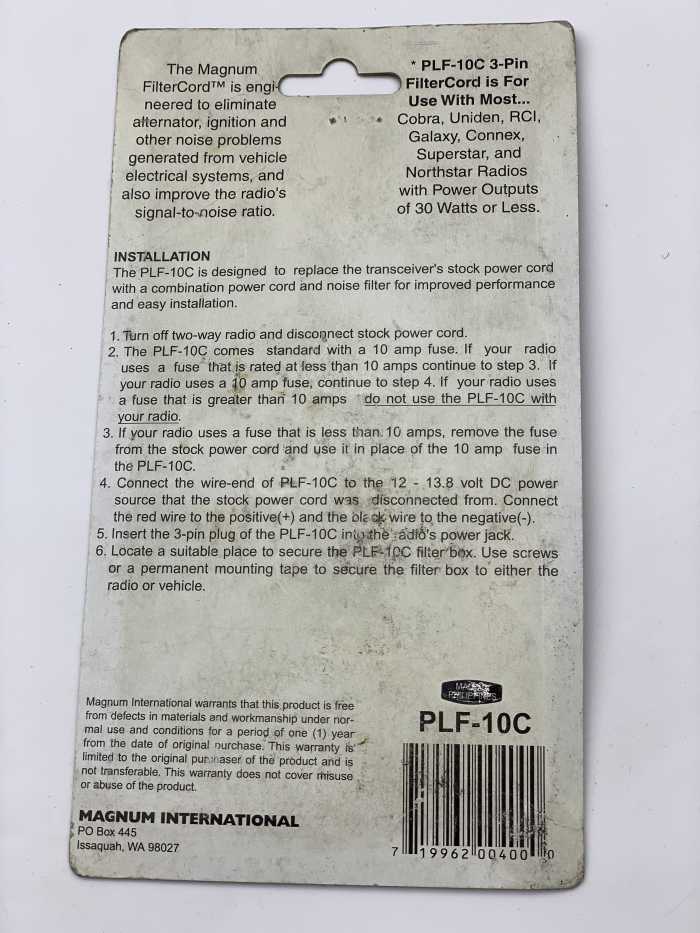 The Magnum
FilterCord™ is engi-
neered to eliminate
alternator, ignition and
other noise problems
generated from vehicle
electrical systems, and
also improve the radio's
signal-to-noise ratio.
* PLF-10C 3-Pin
FilterCord is For
Use With Most...
Cobra, Uniden, RCI,
Galaxy, Connex,
Superstar, and
Northstar Radios
with Power Outputs
of 30 Watts or Less.
INSTALLATION
The PLF-10C is designed to replace the transceiver's stock power cord
with a combination power cord and noise filter for improved performance
and easy installation.
1. Turn off two-way radio and disconnect stock power cord.
2. The PLF-10C comes standard with a 10 amp fuse. If your radio
uses a fuse that is rated at less than 10 amps continue to step 3. If
your radio uses a 10 amp fuse, continue to step 4. If your radio uses
a fuse that is greater than 10 amps do not use the PLF-10C with
your radio.
3. If your radio uses a fuse that is less than 10 amps, remove the fuse
from the stock power cord and use it in place of the 10 amp fuse in
the PLF-10C.
4. Connect the wire-end of PLF-10C to the 12 - 13.8 volt DC power
source that the stock power cord was disconnected from. Connect
the red wire to the positive(+) and the black wire to the negative(-).
5. Insert the 3-pin plug of the PLF-10C into the radio's power jack.
6. Locate a suitable place to secure the PLF-10C filter box. Use screws
or a permanent mounting tape to secure the filter box to either the
radio or vehicle.
Magnum International warrants that this product is free
from defects in materials and workmanship under nor-
mal use and conditions for a period of one (1) year
from the date of original purchase. This warranty is
limited to the original purchaser of the product and is
not transferable. This warranty does not cover misuse
or abuse of the product.
MAGNUM INTERNATIONAL
PO Box 445
Issaquah, WA 98027
PLF-10C
7 19962 00400 0